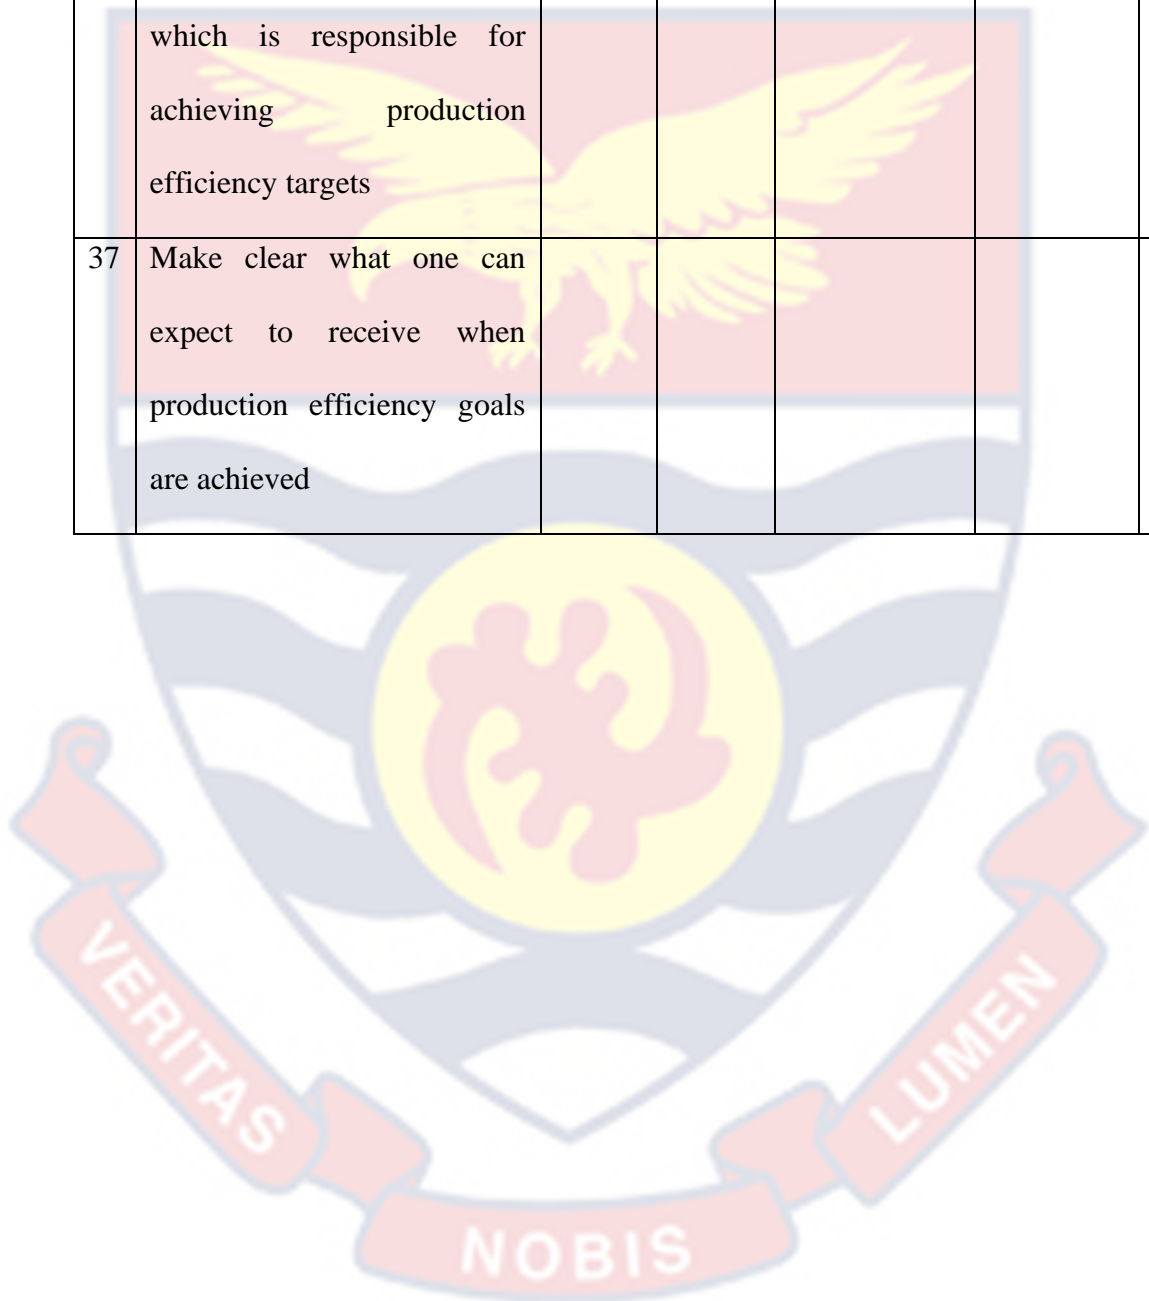 which is responsible for
achieving production
efficiency targets
37 Make clear what one can
expect to receive when
production efficiency goals
are achieved
VERITAS
NOBIS
LUMEN